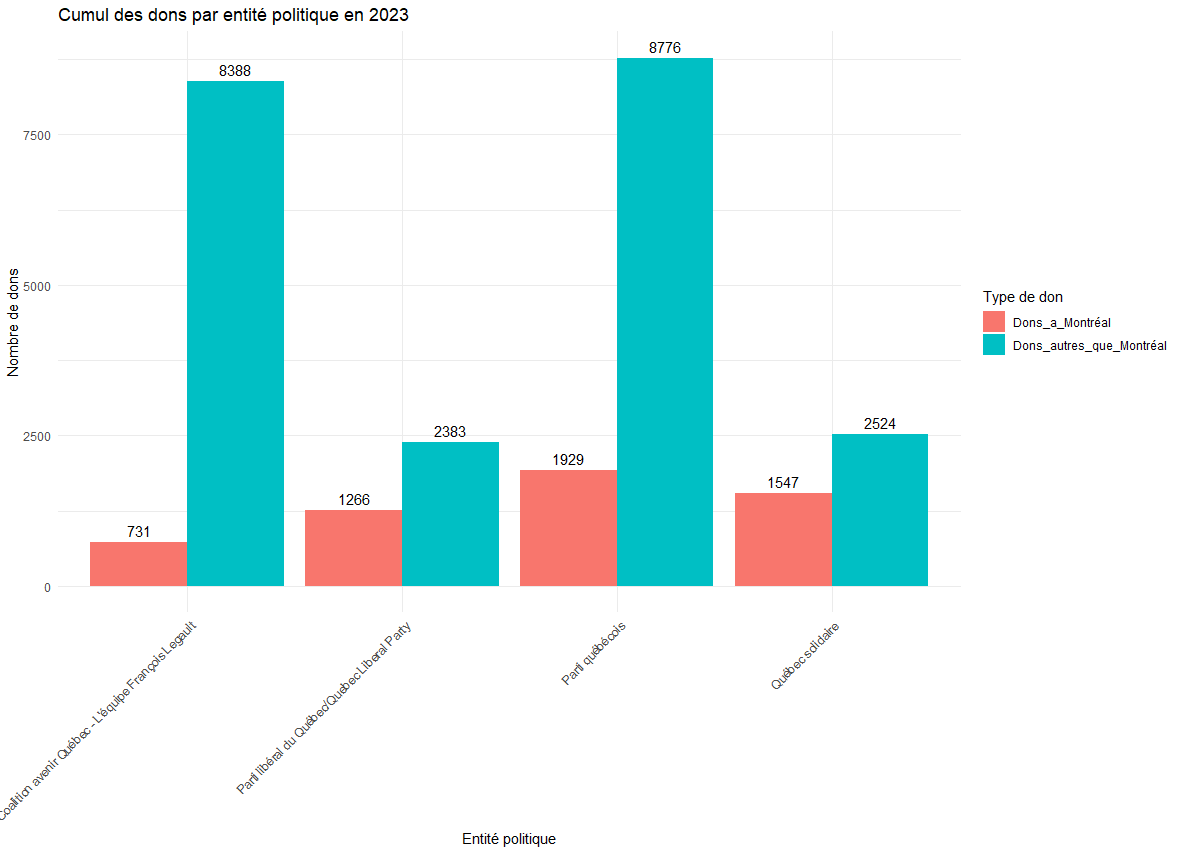 Cumul des dons par entité politique en 2023
Nombre de dons
7500
5000
2500
0
731
8388
1266
2383
1929
8776
1547
2524
Coalition avenir Québec - L'équipe François Legault
Parti libéral du Québec/Quebec Liberal Party
Parti québécois
Québec solidaire
Entité politique
Type de don
Dons_a_Montréal
Dons_autres_que_Montréal